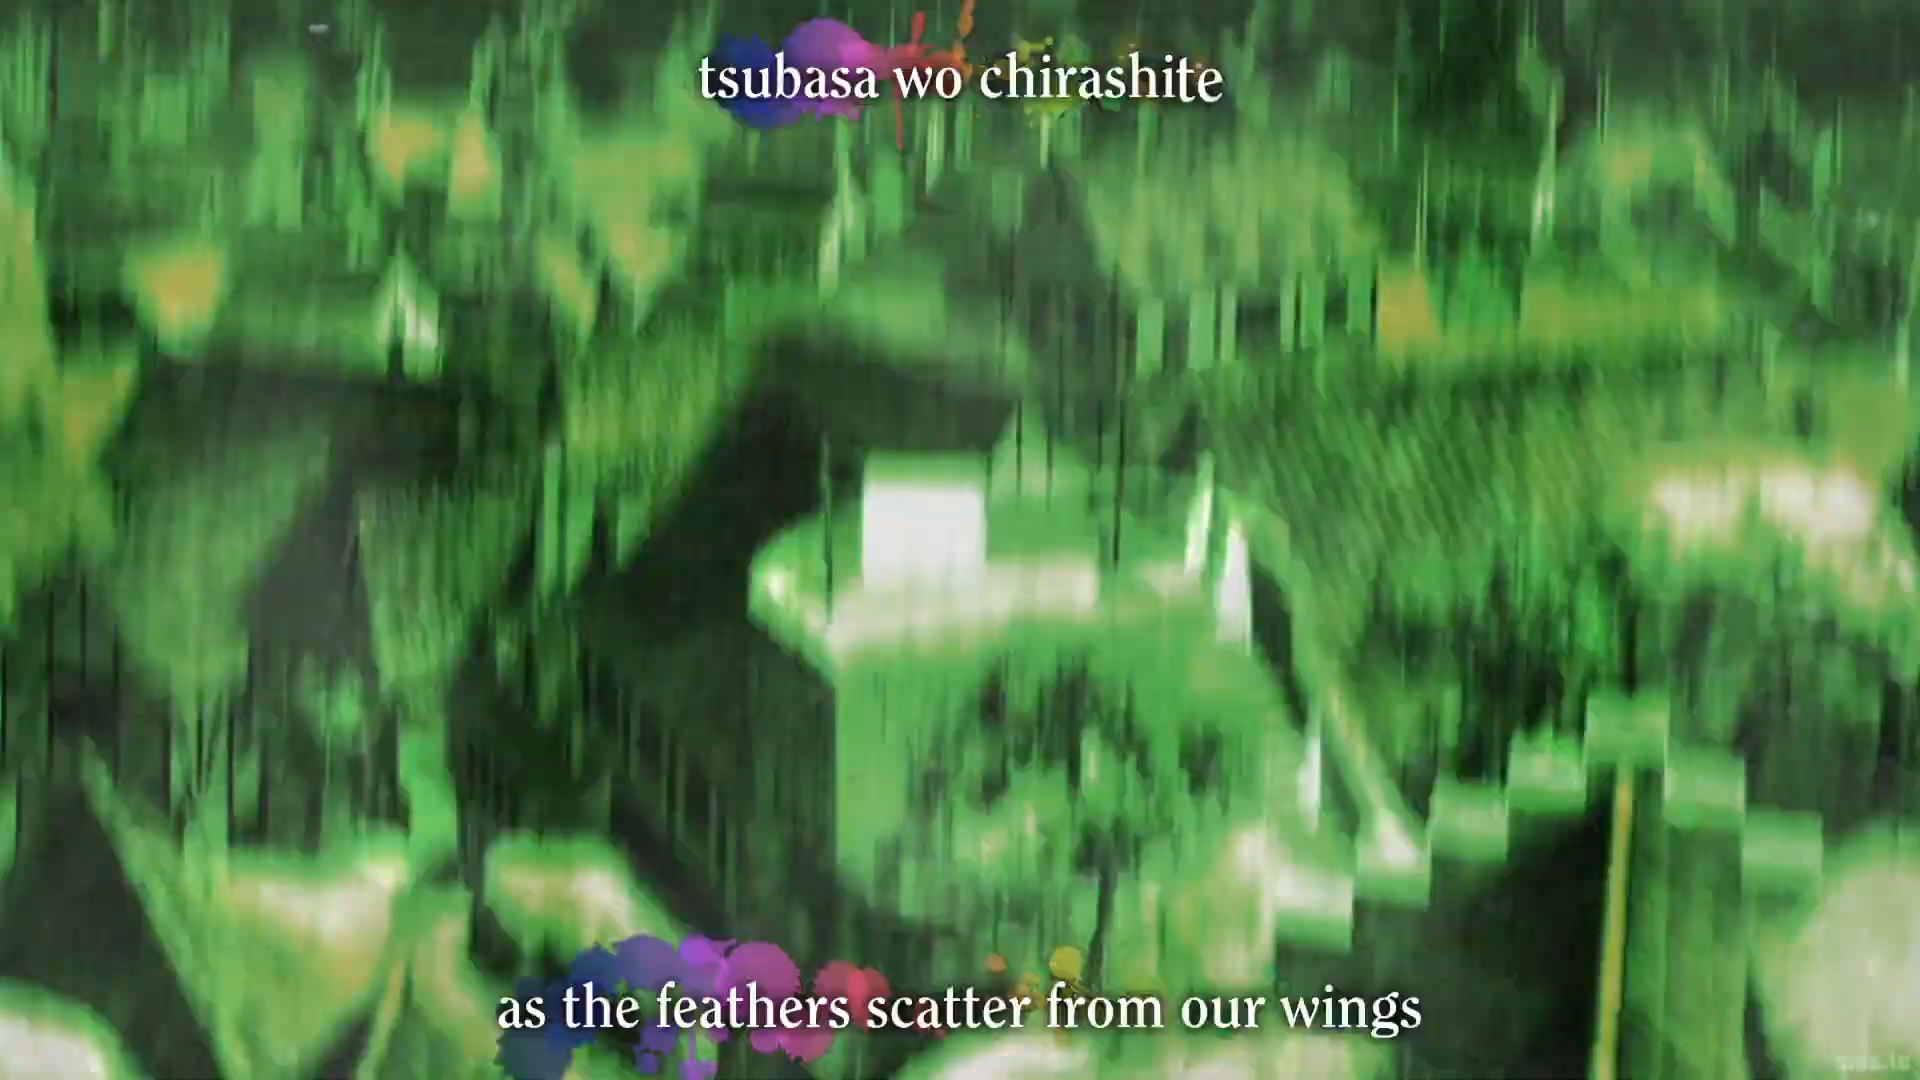 tsubasa wo chirashite
as the feathers scatter from our wings